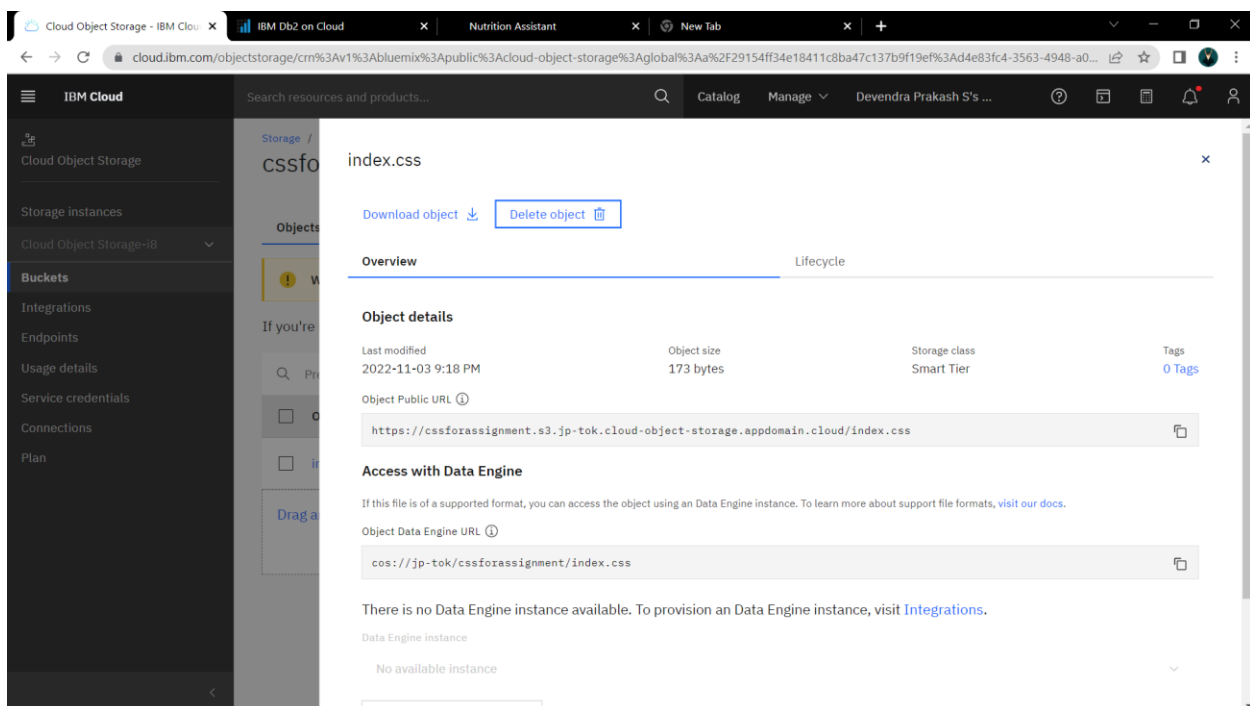 Cloud Object Storage - IBM Clou
IBM Db2 on Cloud
Nutrition Assistant
New Tab
cloud.ibm.com/objectstorage/crn%3Av1%3Abluemix%3Apublic%3Acloud-object-storage%3Aglobal%3Aa%2F29154ff34e18411c8ba47c137b9f19ef%3Ad4e83fc4-3563-4948-a0...
IBM Cloud
Search resources and products...
Catalog
Manage
Devendra Prakash S's ...
Cloud Object Storage
Storage instances
Cloud Object Storage-i8
Buckets
Integrations
Endpoints
Usage details
Service credentials
Connections
Plan
Storage /
cssfo
Objects
W
If you're
Pre
O
in
Drag a
index.css
Download object
Delete object
Overview
Lifecycle
Object details
Last modified
Object size
Storage class
Tags
2022-11-03 9:18 PM
173 bytes
Smart Tier
0 Tags
Object Public URL
https://cssforassignment.s3.jp-tok.cloud-object-storage.appdomain.cloud/index.css
Access with Data Engine
If this file is of a supported format, you can access the object using an Data Engine instance. To learn more about support file formats, visit our docs.
Object Data Engine URL
cos://jp-tok/cssforassignment/index.css
There is no Data Engine instance available. To provision an Data Engine instance, visit Integrations.
Data Engine instance
No available instance